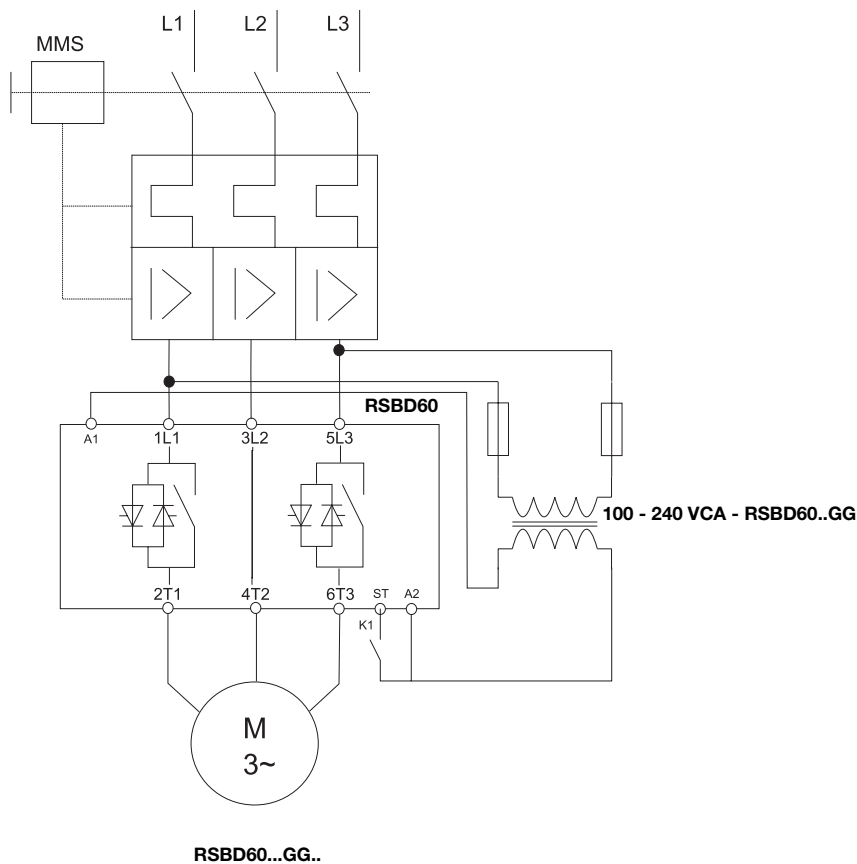 L1 L2 L3
MMS
RSBD60
A1 1L1 3L2 5L3
100 - 240 VCA - RSBD60..GG
2T1 4T2 6T3 ST A2
K1
M
3~
RSBD60...GG..